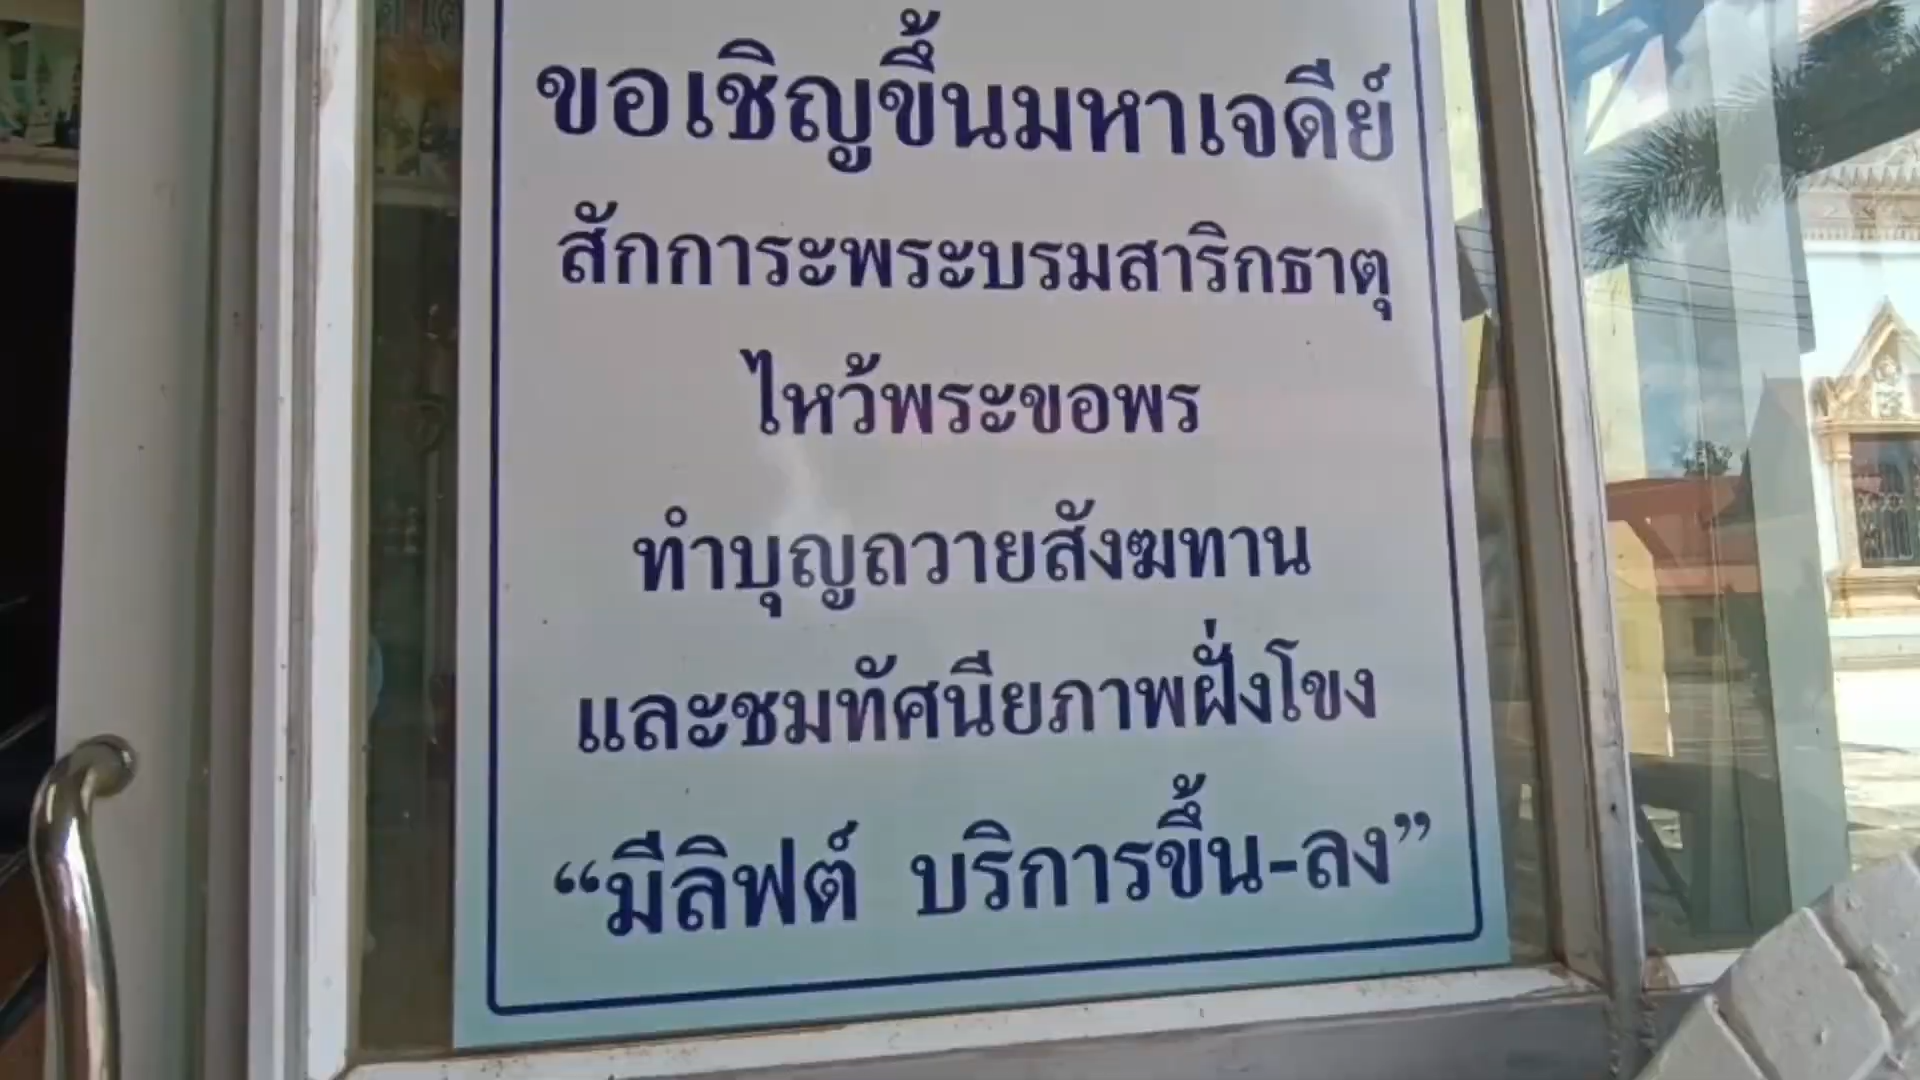 ขอเชิญขึ้นมหาเจดีย์
สักการะพระบรมสาริกธาตุ
ไหว้พระขอพร
ทำบุญถวายสังฆทาน
และชมทัศนียภาพฝั่งโขง
“มีลิฟต์ บริการขึ้น-ลง”